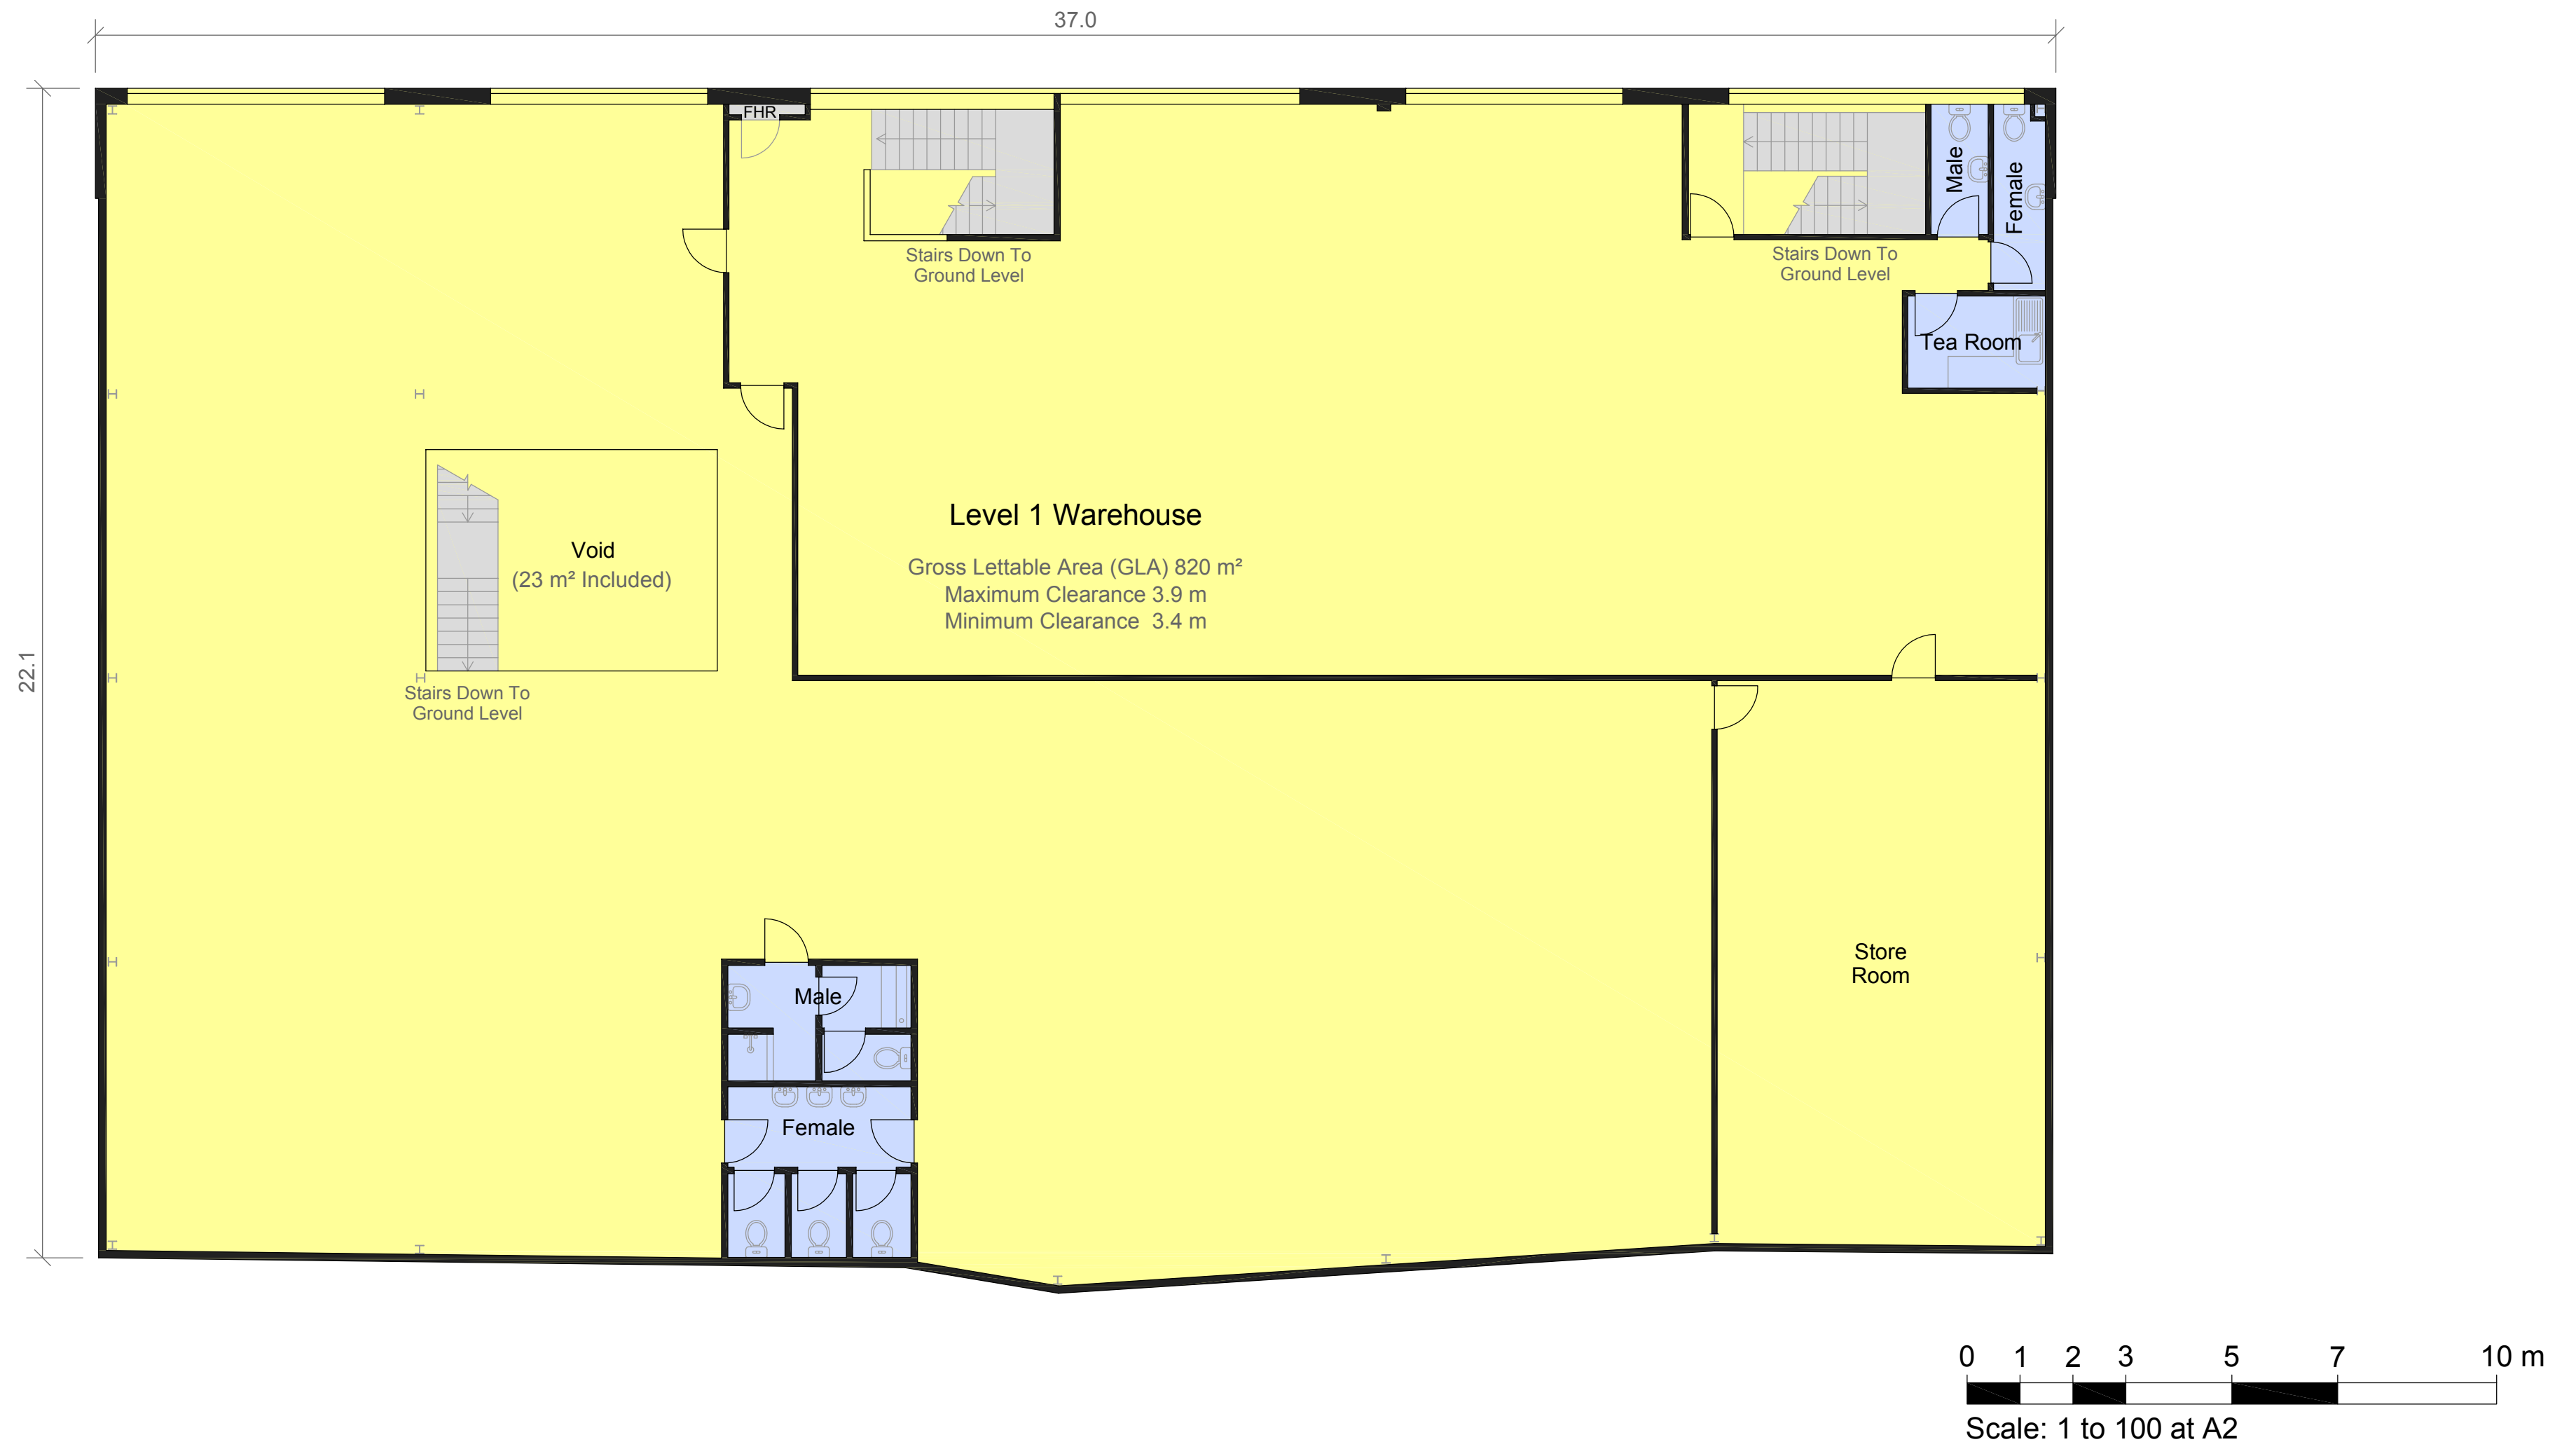 37.0
FHR
Male
Female
Stairs Down To
Ground Level
Stairs Down To
Ground Level
Tea Room
Level 1 Warehouse
Void
(23 m² Included)
Gross Lettable Area (GLA) 820 m²
Maximum Clearance 3.9 m
Minimum Clearance 3.4 m
22.1
Stairs Down To
Ground Level
Store
Room
Male
Female
0 1 2 3 5 7 10 m
Scale: 1 to 100 at A2